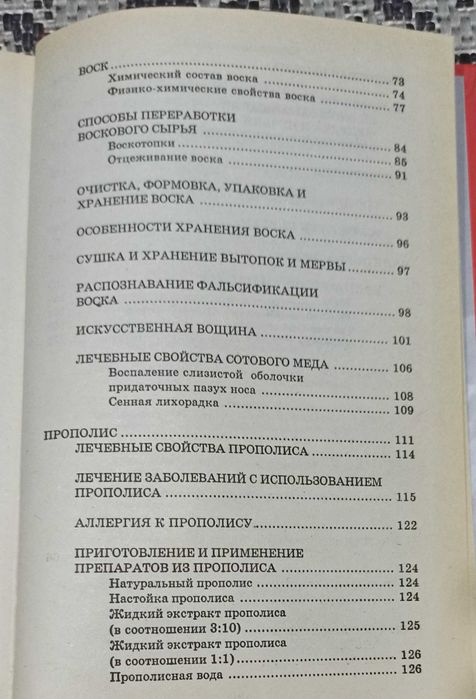 ВОСК ........ 73
Химический состав воска ........ 74
Физико-химические свойства воска ........ 77
СПОСОБЫ ПЕРЕРАБОТКИ
ВОСКОВОГО СЫРЬЯ ........ 84
Воскотопки ........ 85
Отцеживание воска ........ 91
ОЧИСТКА, ФОРМОВКА, УПАКОВКА И
ХРАНЕНИЕ ВОСКА ........ 93
ОСОБЕННОСТИ ХРАНЕНИЯ ВОСКА ........ 96
СУШКА И ХРАНЕНИЕ ВЫТОПОК И МЕРВЫ ........ 97
РАСПОЗНАВАНИЕ ФАЛЬСИФИКАЦИИ
ВОСКА ........ 98
ИСКУССТВЕННАЯ ВОЩИНА ........ 101
ЛЕЧЕБНЫЕ СВОЙСТВА СОТОВОГО МЕДА ........ 106
Воспаление слизистой оболочки
придаточных пазух носа ........ 108
Сенная лихорадка ........ 109
ПРОПОЛИС ........ 111
ЛЕЧЕБНЫЕ СВОЙСТВА ПРОПОЛИСА ........ 114
ЛЕЧЕНИЕ ЗАБОЛЕВАНИЙ С ИСПОЛЬЗОВАНИЕМ
ПРОПОЛИСА ........ 115
АЛЛЕРГИЯ К ПРОПОЛИСУ ........ 122
ПРИГОТОВЛЕНИЕ И ПРИМЕНЕНИЕ
ПРЕПАРАТОВ ИЗ ПРОПОЛИСА ........ 124
Натуральный прополис ........ 124
Настойка прополиса ........ 124
Жидкий экстракт прополиса
(в соотношении 3:10) ........ 125
Жидкий экстракт прополиса
(в соотношении 1:1) ........ 126
Прополисная вода ........ 126